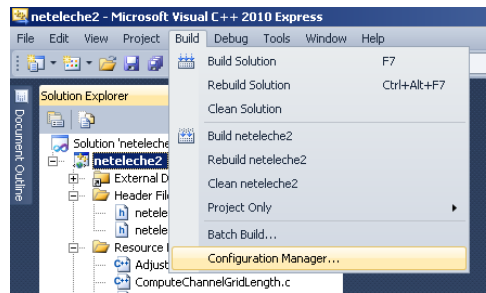 neteleche2 - Microsoft Visual C++ 2010 Express
File Edit View Project Build Debug Tools Window Help
Build Solution F7
Rebuild Solution Ctrl+Alt+F7
Clean Solution
Build neteleche2
Rebuild neteleche2
Clean neteleche2
Project Only
Batch Build...
Configuration Manager...
Document Outline
Solution Explorer
Solution 'neteleche
neteleche2
External D
Header File
netele
netele
Resource
Adjust
ComputeChannelGridLength.c